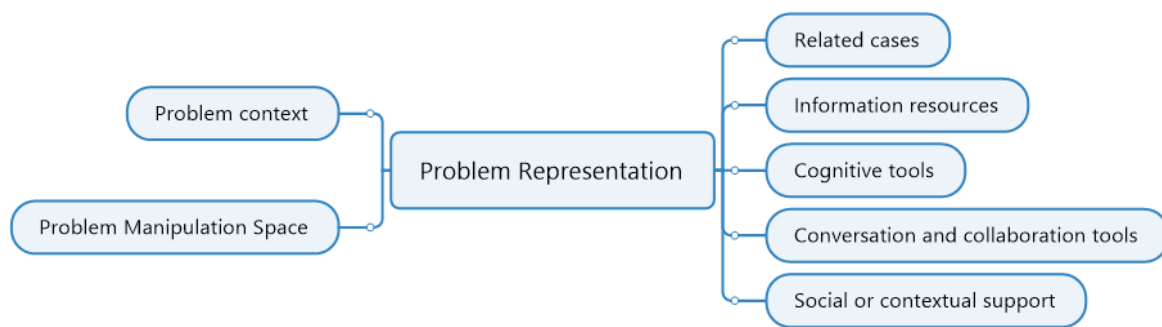 Problem context
Problem Manipulation Space
Problem Representation
Related cases
Information resources
Cognitive tools
Conversation and collaboration tools
Social or contextual support